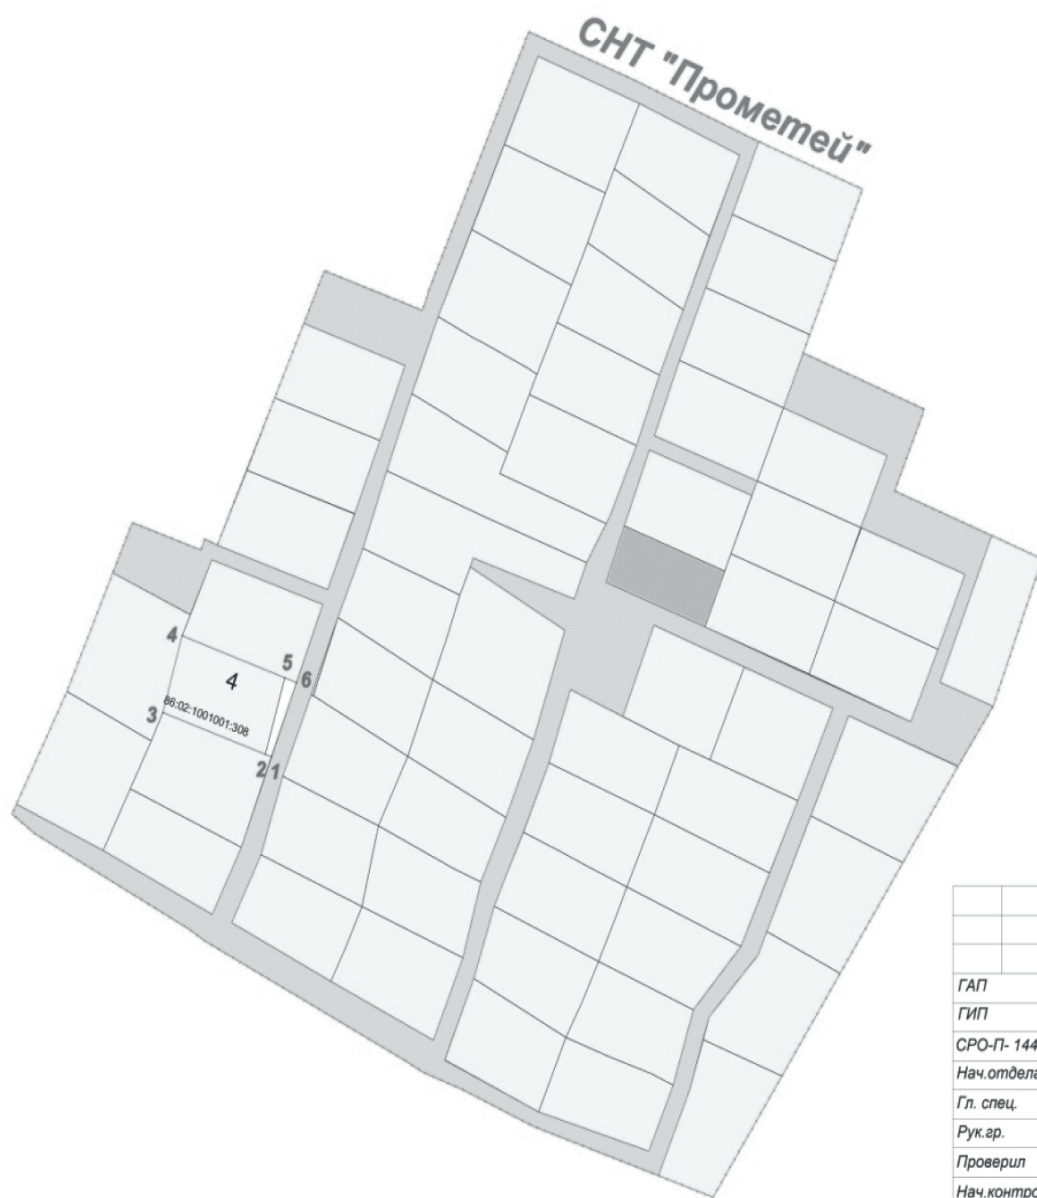 СНТ "Прометей"
4
5
4
6
86:02:1001001:308
3
2 1
ГАП
ГИП
СРО-П- 144
Нач.отдела
Гл. спец.
Рук.гр.
Проверил
Нач.контро